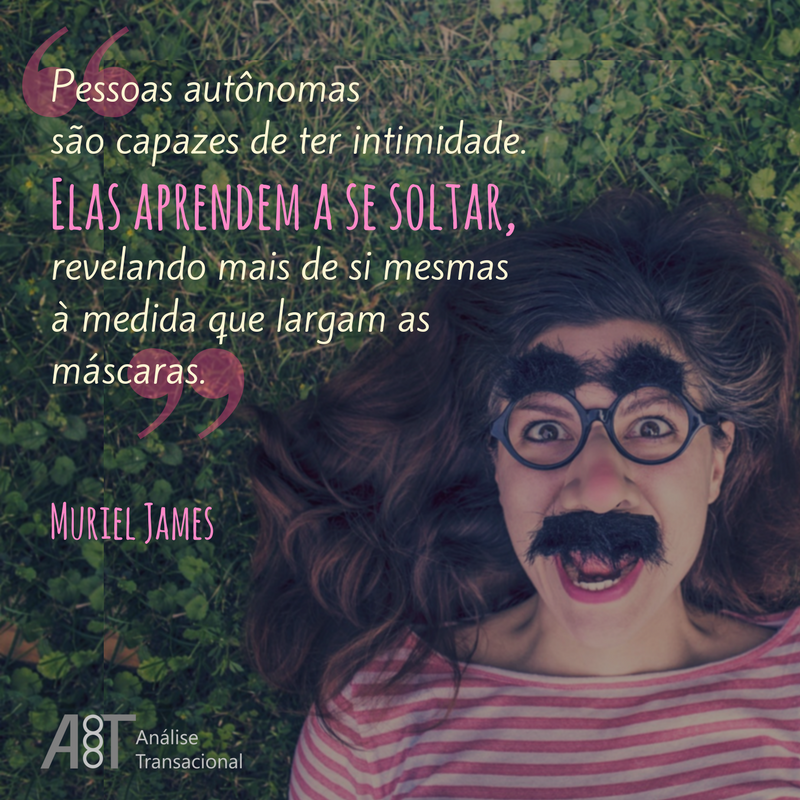 Pessoas autônomas
são capazes de ter intimidade.
ELAS APRENDEM A SE SOLTAR,
revelando mais de si mesmas
à medida que largam as
máscaras.
MURIEL JAMES
A8T Análise
Transacional